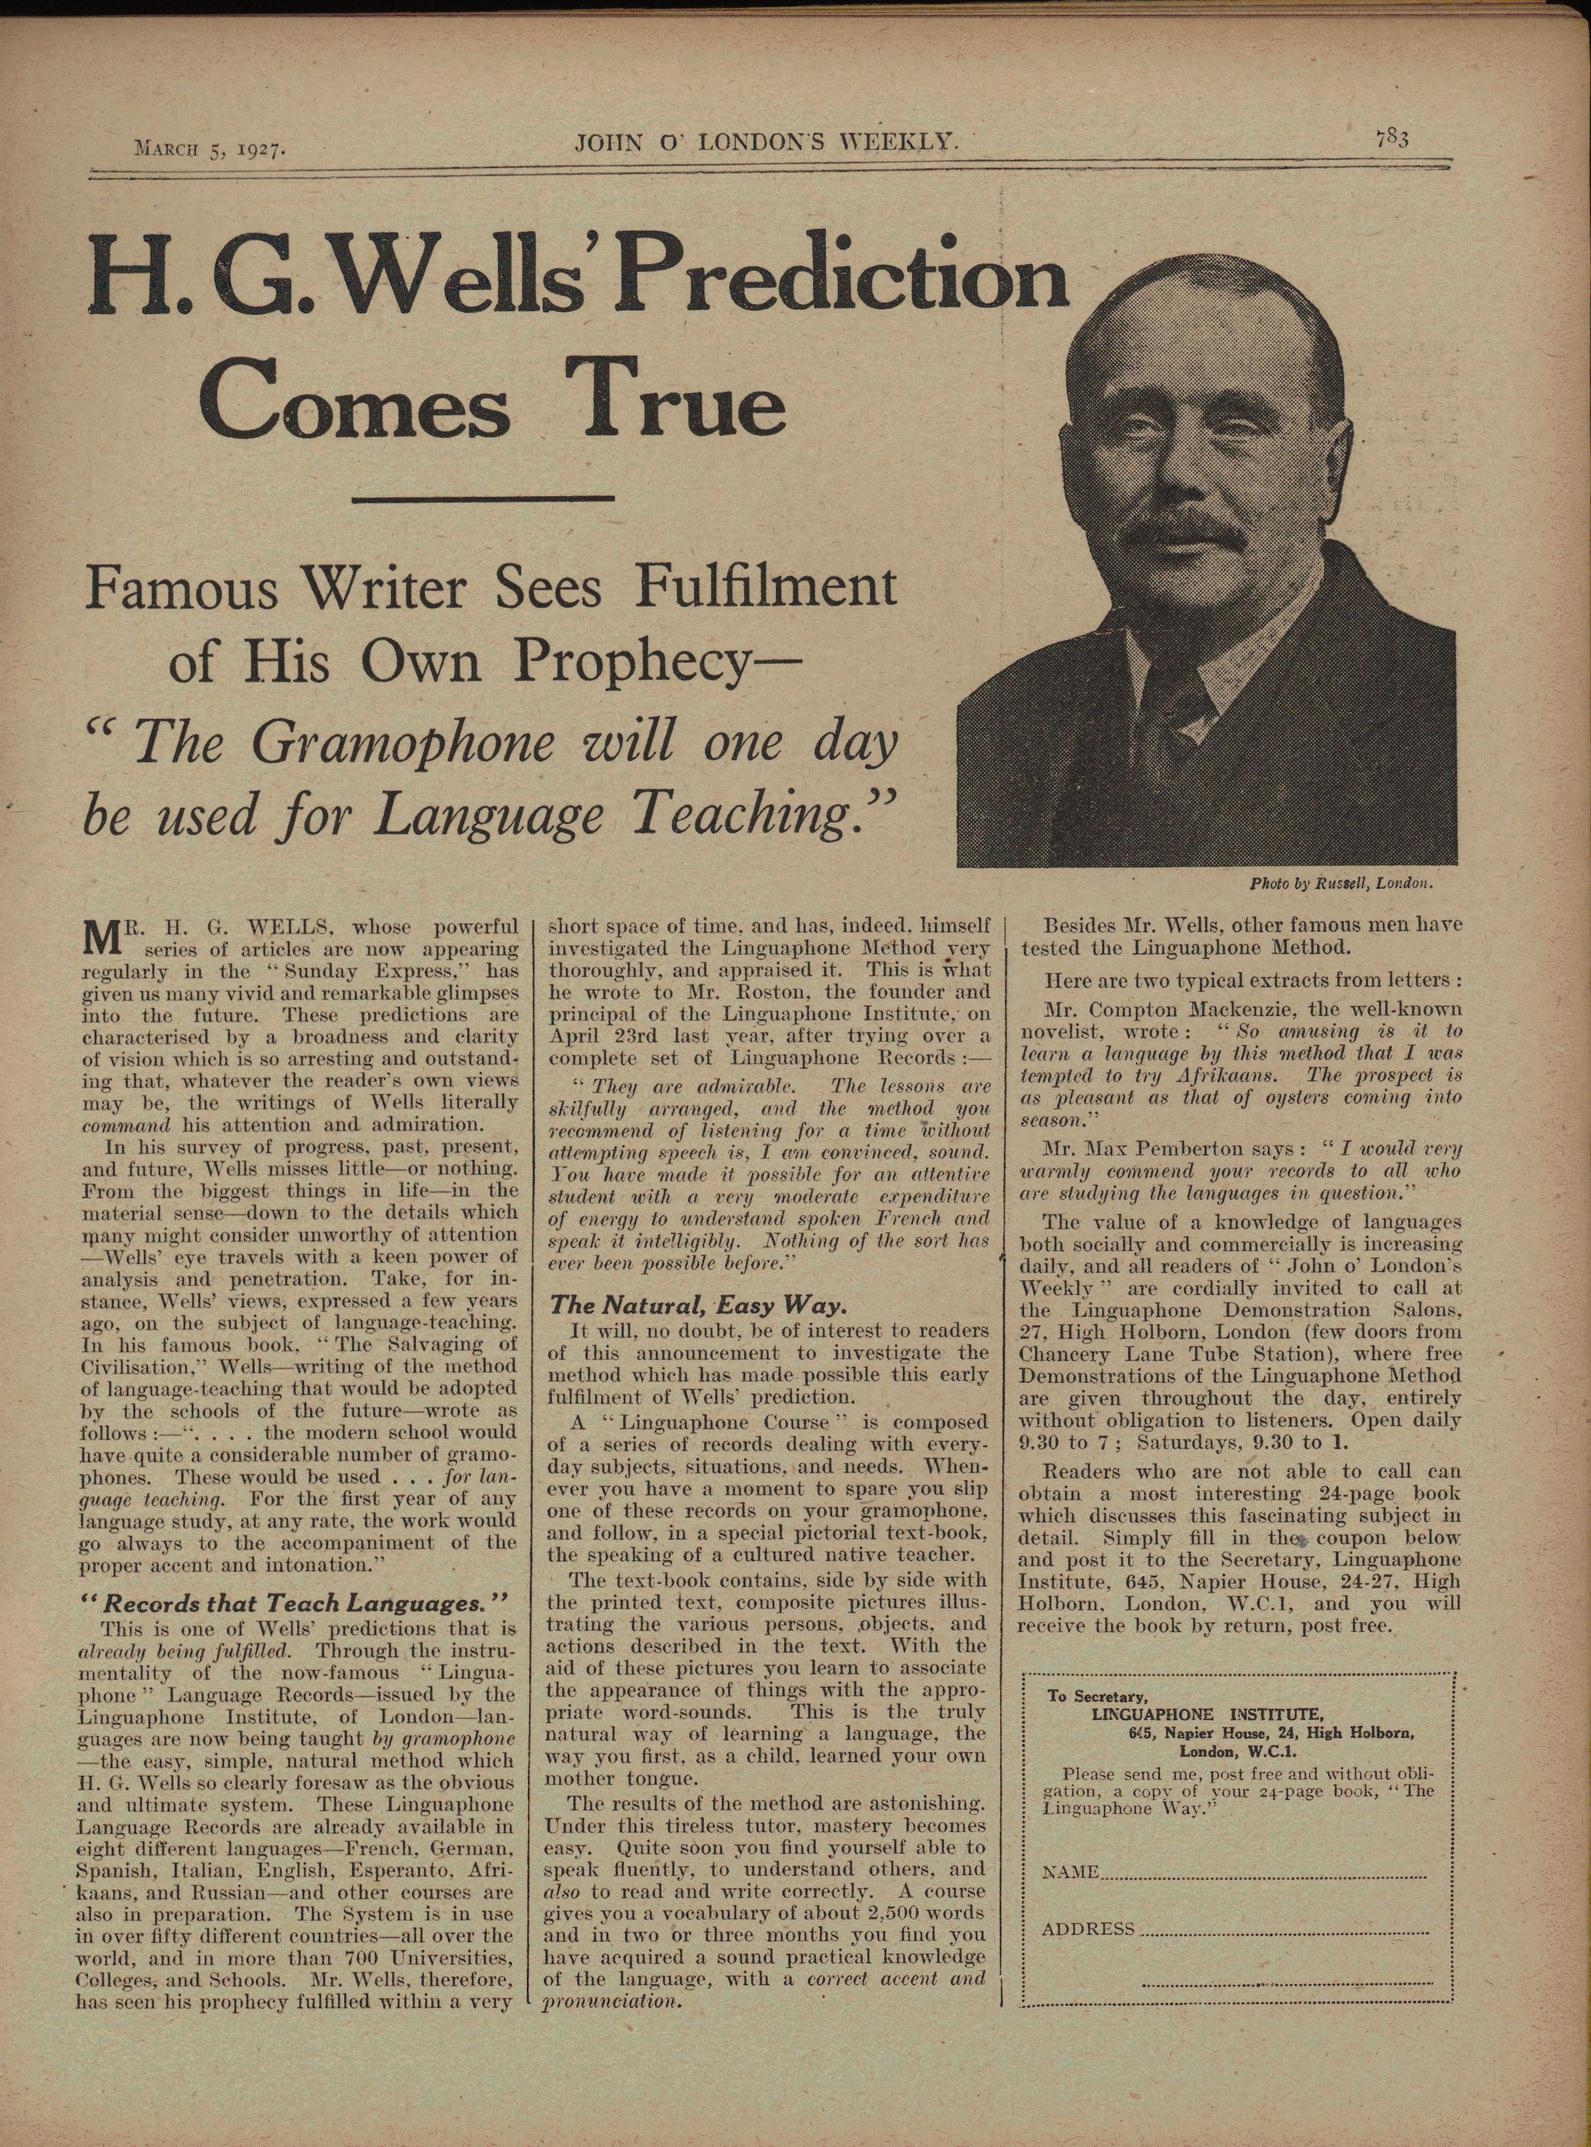 MARCH 5, 1927.
JOHN O' LONDON'S WEEKLY.
783
H. G. Wells' Prediction
Comes True
Famous Writer Sees Fulfilment
of His Own Prophecy—
“ The Gramophone will one day
be used for Language Teaching.”
Photo by Russell, London.
MR. H. G. WELLS, whose powerful
series of articles are now appearing
regularly in the “ Sunday Express,” has
given us many vivid and remarkable glimpses
into the future. These predictions are
characterised by a broadness and clarity
of vision which is so arresting and outstand-
ing that, whatever the reader's own views
may be, the writings of Wells literally
command his attention and admiration.
In his survey of progress, past, present,
and future, Wells misses little—or nothing.
From the biggest things in life—in the
material sense—down to the details which
many might consider unworthy of attention
—Wells' eye travels with a keen power of
analysis and penetration. Take, for in-
stance, Wells' views, expressed a few years
ago, on the subject of language-teaching.
In his famous book, “ The Salvaging of
Civilisation,” Wells—writing of the method
of language-teaching that would be adopted
by the schools of the future—wrote as
follows :—“. . . . the modern school would
have quite a considerable number of gramo-
phones. These would be used . . . for lan-
guage teaching. For the first year of any
language study, at any rate, the work would
go always to the accompaniment of the
proper accent and intonation.”
“ Records that Teach Languages.”
This is one of Wells' predictions that is
already being fulfilled. Through the instru-
mentality of the now-famous “ Lingua-
phone ” Language Records—issued by the
Linguaphone Institute, of London—lan-
guages are now being taught by gramophone
—the easy, simple, natural method which
H. G. Wells so clearly foresaw as the obvious
and ultimate system. These Linguaphone
Language Records are already available in
eight different languages—French, German,
Spanish, Italian, English, Esperanto, Afri-
kaans, and Russian—and other courses are
also in preparation. The System is in use
in over fifty different countries—all over the
world, and in more than 700 Universities,
Colleges, and Schools. Mr. Wells, therefore,
has seen his prophecy fulfilled within a very
short space of time, and has, indeed, himself
investigated the Linguaphone Method very
thoroughly, and appraised it. This is what
he wrote to Mr. Roston, the founder and
principal of the Linguaphone Institute, on
April 23rd last year, after trying over a
complete set of Linguaphone Records :—
“ They are admirable. The lessons are
skilfully arranged, and the method you
recommend of listening for a time without
attempting speech is, I am convinced, sound.
You have made it possible for an attentive
student with a very moderate expenditure
of energy to understand spoken French and
speak it intelligibly. Nothing of the sort has
ever been possible before.”
The Natural, Easy Way.
It will, no doubt, be of interest to readers
of this announcement to investigate the
method which has made possible this early
fulfilment of Wells' prediction.
A “ Linguaphone Course ” is composed
of a series of records dealing with every-
day subjects, situations, and needs. When-
ever you have a moment to spare you slip
one of these records on your gramophone,
and follow, in a special pictorial text-book,
the speaking of a cultured native teacher.
The text-book contains, side by side with
the printed text, composite pictures illus-
trating the various persons, objects, and
actions described in the text. With the
aid of these pictures you learn to associate
the appearance of things with the appro-
priate word-sounds. This is the truly
natural way of learning a language, the
way you first, as a child, learned your own
mother tongue.
The results of the method are astonishing.
Under this tireless tutor, mastery becomes
easy. Quite soon you find yourself able to
speak fluently, to understand others, and
also to read and write correctly. A course
gives you a vocabulary of about 2,500 words
and in two or three months you find you
have acquired a sound practical knowledge
of the language, with a correct accent and
pronunciation.
Besides Mr. Wells, other famous men have
tested the Linguaphone Method.
Here are two typical extracts from letters :
Mr. Compton Mackenzie, the well-known
novelist, wrote : “ So amusing is it to
learn a language by this method that I was
tempted to try Afrikaans. The prospect is
as pleasant as that of oysters coming into
season.”
Mr. Max Pemberton says : “ I would very
warmly commend your records to all who
are studying the languages in question.”
The value of a knowledge of languages
both socially and commercially is increasing
daily, and all readers of “ John o' London's
Weekly ” are cordially invited to call at
the Linguaphone Demonstration Salons,
27, High Holborn, London (few doors from
Chancery Lane Tube Station), where free
Demonstrations of the Linguaphone Method
are given throughout the day, entirely
without obligation to listeners. Open daily
9.30 to 7 ; Saturdays, 9.30 to 1.
Readers who are not able to call can
obtain a most interesting 24-page book
which discusses this fascinating subject in
detail. Simply fill in the coupon below
and post it to the Secretary, Linguaphone
Institute, 645, Napier House, 24-27, High
Holborn, London, W.C.1, and you will
receive the book by return, post free.
To Secretary,
LINGUAPHONE INSTITUTE,
645, Napier House, 24, High Holborn,
London, W.C.1.
Please send me, post free and without obli-
gation, a copy of your 24-page book, “ The
Linguaphone Way.”
NAME
ADDRESS